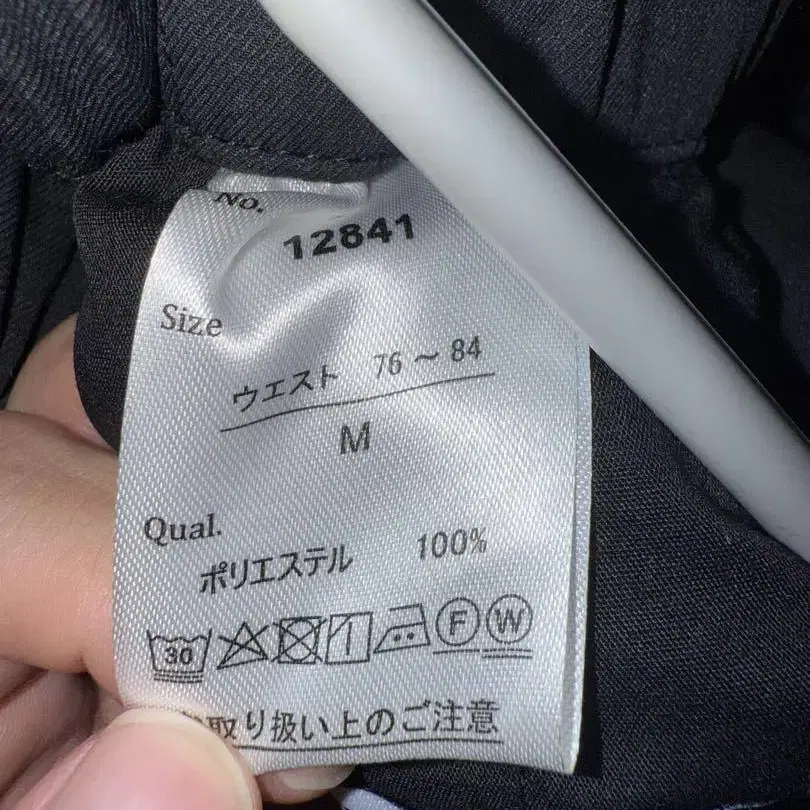 No.
12841
Size
ウエスト 76 ～ 84
M
Qual.
ポリエステル 100%
30 F W
取り扱い上のご注意